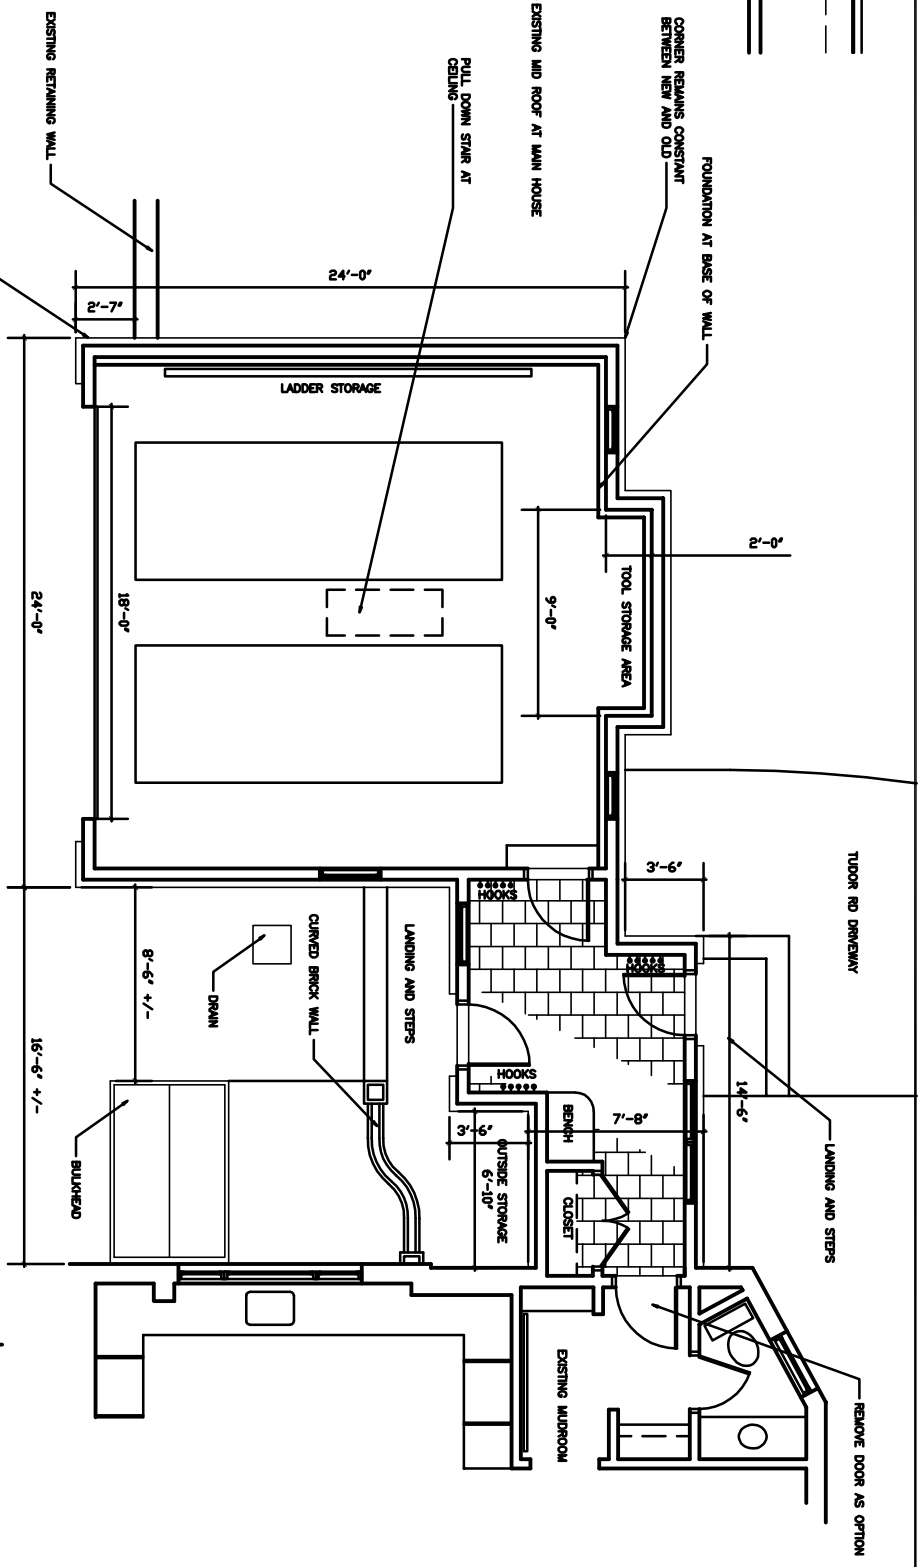 EXISTING RETAINING WALL
EXISTING MID ROOF AT MAIN HOUSE
PULL DOWN STAIR AT
CEILING
CORNER REMAINS CONSTANT
BETWEEN NEW AND OLD
FOUNDATION AT BASE OF WALL
24'-0"
2'-7"
LADDER STORAGE
2'-0"
TOOL STORAGE AREA
9'-0"
18'-0"
24'-0"
TUDOR RD DRIVEWAY
3'-6"
HOOKS
HOOKS
LANDING AND STEPS
CURVED BRICK WALL
DRAIN
8'-6" +/-
16'-6" +/-
HOOKS
BENCH
7'-8"
14'-6"
LANDING AND STEPS
3'-6"
OUTSIDE STORAGE
6'-10"
CLOSET
BULKHEAD
EXISTING MUDROOM
REMOVE DOOR AS OPTION